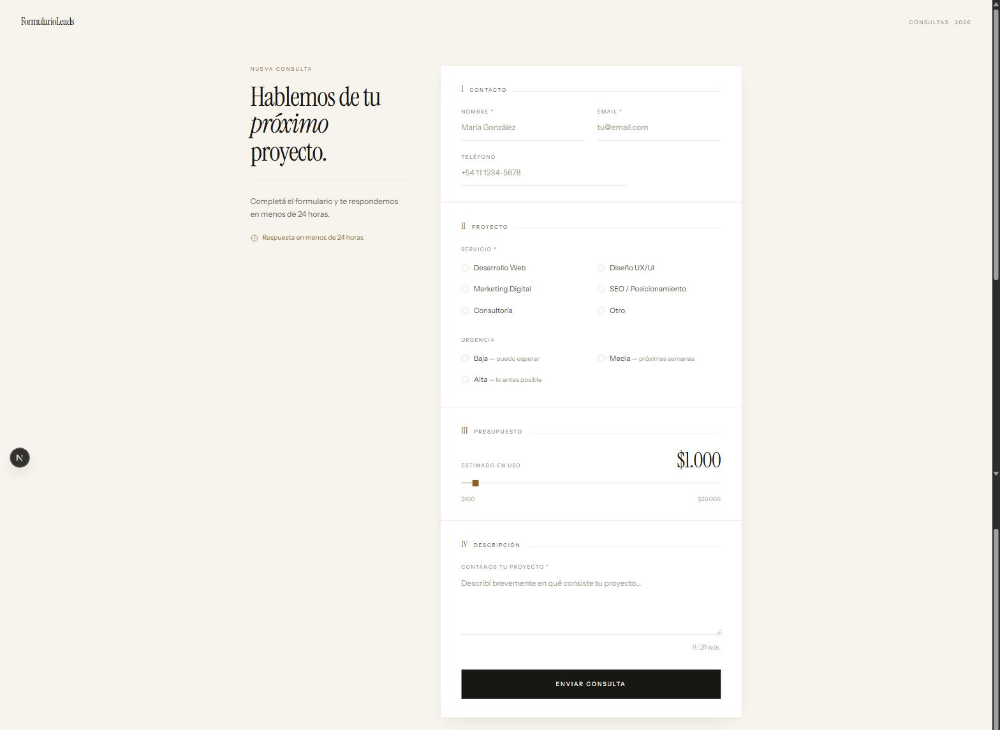 FormularioLeads
CONSULTAS · 2026
NUEVA CONSULTA
Hablemos de tu
próximo
proyecto.
Completá el formulario y te respondemos
en menos de 24 horas.
Respuesta en menos de 24 horas
I CONTACTO
NOMBRE * EMAIL *
María González tu@email.com
TELÉFONO
+54 11 1234-5678
II PROYECTO
SERVICIO *
Desarrollo Web Diseño UX/UI
Marketing Digital SEO / Posicionamiento
Consultoría Otro
URGENCIA
Baja — puedo esperar Media — próximas semanas
Alta — lo antes posible
III PRESUPUESTO
ESTIMADO EN USD $1.000
$100 $20.000
IV DESCRIPCIÓN
CONTANOS TU PROYECTO *
Describí brevemente en qué consiste tu proyecto...
0 / 20 mín.
ENVIAR CONSULTA
N